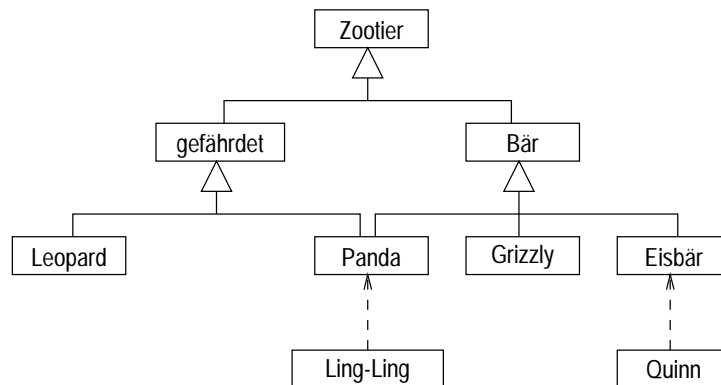 Zootier
gefährdet
Bär
Leopard
Panda
Grizzly
Eisbär
Ling-Ling
Quinn